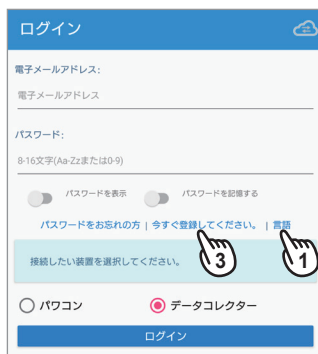 ログイン
電子メールアドレス:
電子メールアドレス
パスワード:
8-16文字(Aa-Zzまたは0-9)
パスワードを表示 パスワードを記憶する
パスワードをお忘れの方 | 今すぐ登録してください。 | 言語
3 1
接続したい装置を選択してください。
パワコン データコレクター
ログイン